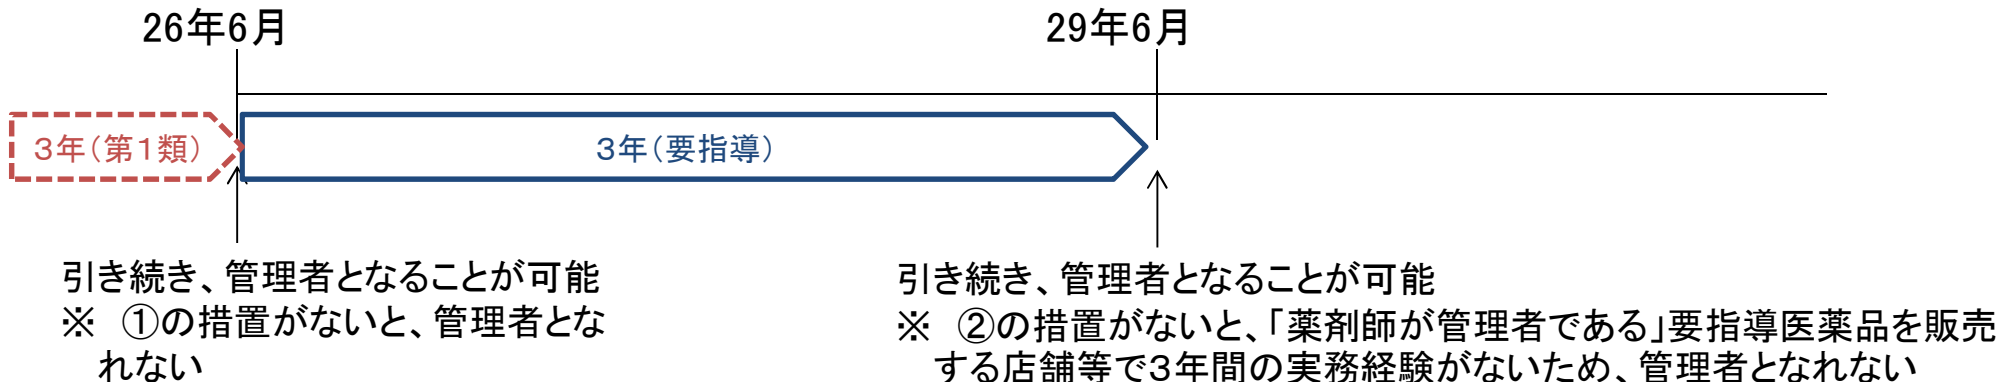 26年6月
29年6月
3年(第1類)
3年(要指導)
引き続き、管理者となることが可能
※ ①の措置がないと、管理者とな
れない
引き続き、管理者となることが可能
※ ②の措置がないと、「薬剤師が管理者である」要指導医薬品を販売
する店舗等で3年間の実務経験がないため、管理者となれない